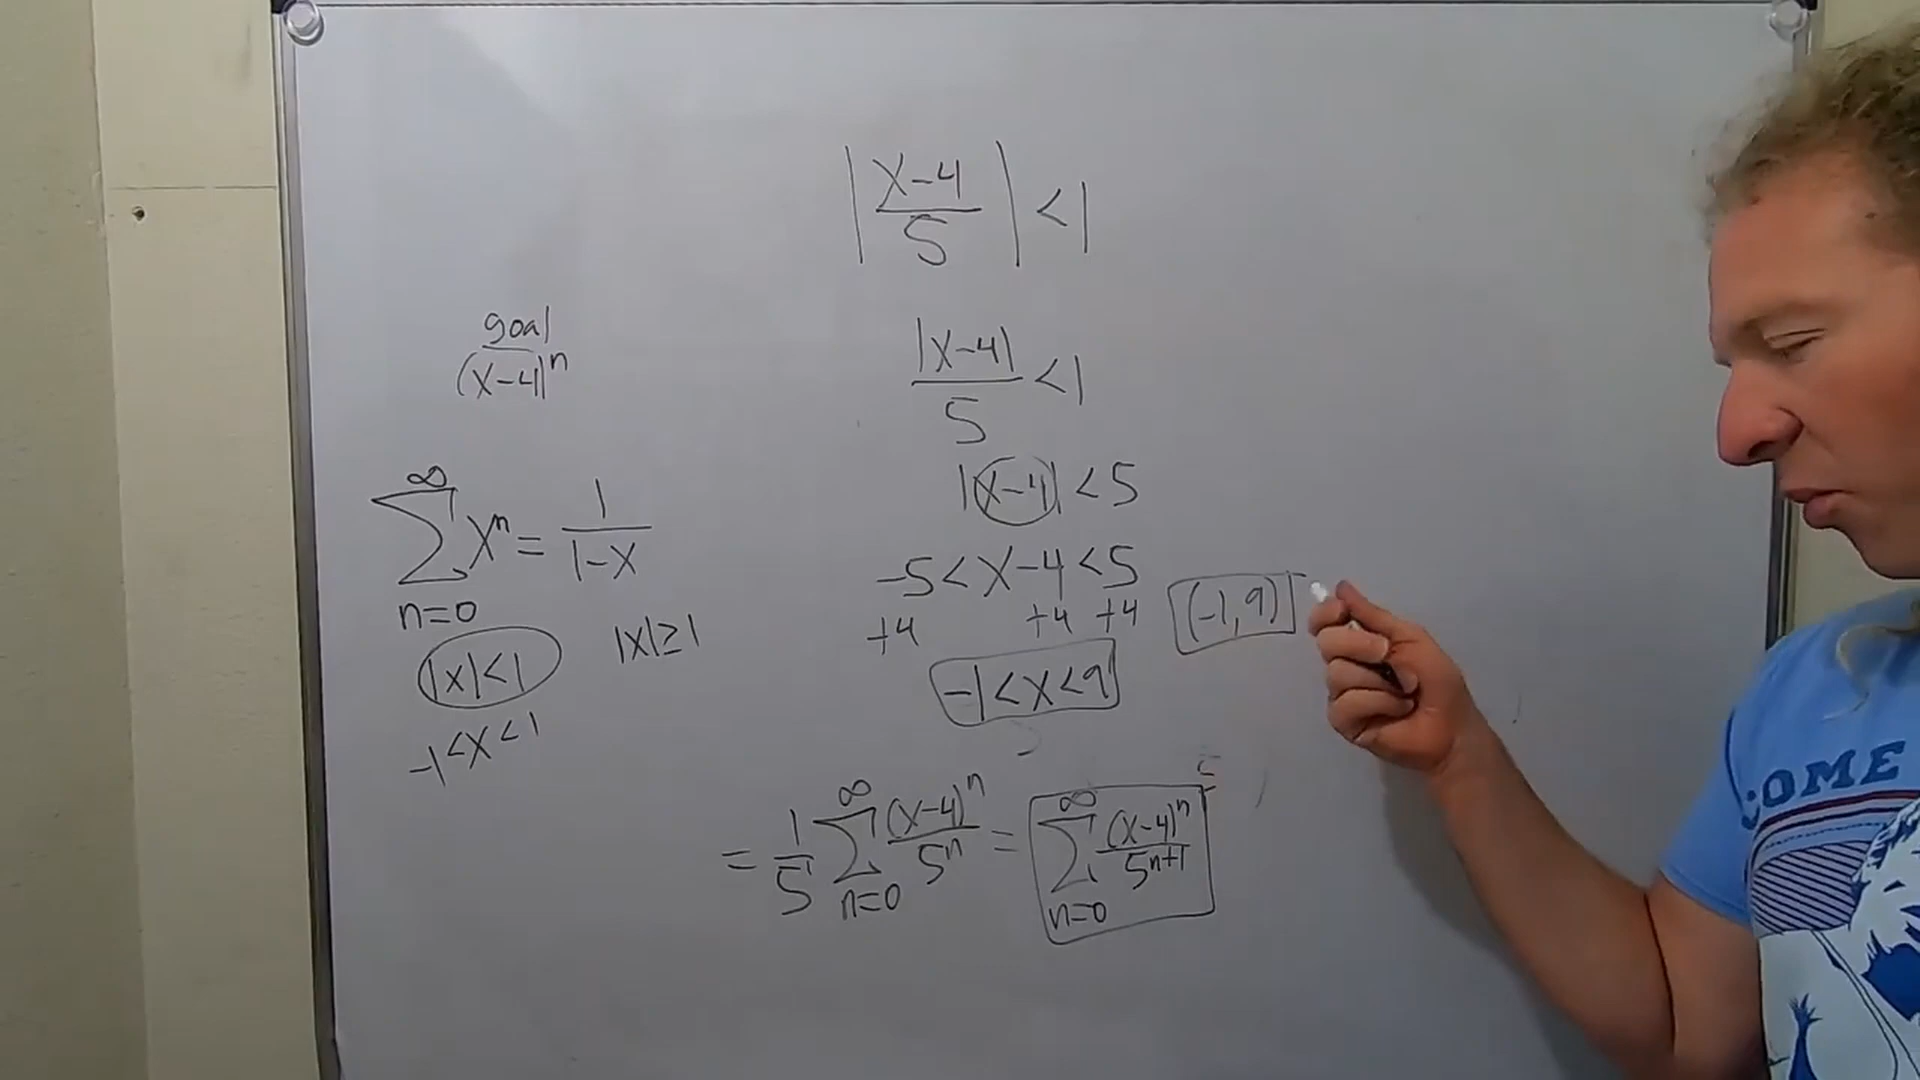 |x-4/5| < 1
goal
(x-4)^n
|x-4|/5 < 1
|x-4| < 5
∞
∑ x^n = 1/(1-x)
n=0
-5 < x-4 < 5
+4 +4 +4
(-1, 9)
|x| < 1
|x| ≥ 1
-1 < x < 9
-1 < x < 1
= 1/5 ∞∑n=0 (x-4)^n/5^n = ∞∑n=0 (x-4)^n/5^(n+1)
OME